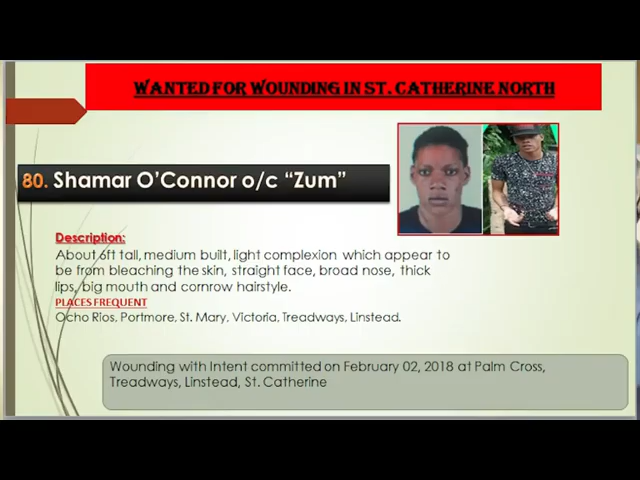 WANTED FOR WOUNDING IN ST. CATHERINE NORTH
80. Shamar O'Connor o/c "Zum"
Description:
About 6ft tall, medium built, light complexion which appear to
be from bleaching the skin, straight face, broad nose, thick
lips, big mouth and cornrow hairstyle.
PLACES FREQUENT
Ocho Rios, Portmore, St. Mary, Victoria, Treadways, Linstead.
Wounding with Intent committed on February 02, 2018 at Palm Cross,
Treadways, Linstead, St. Catherine